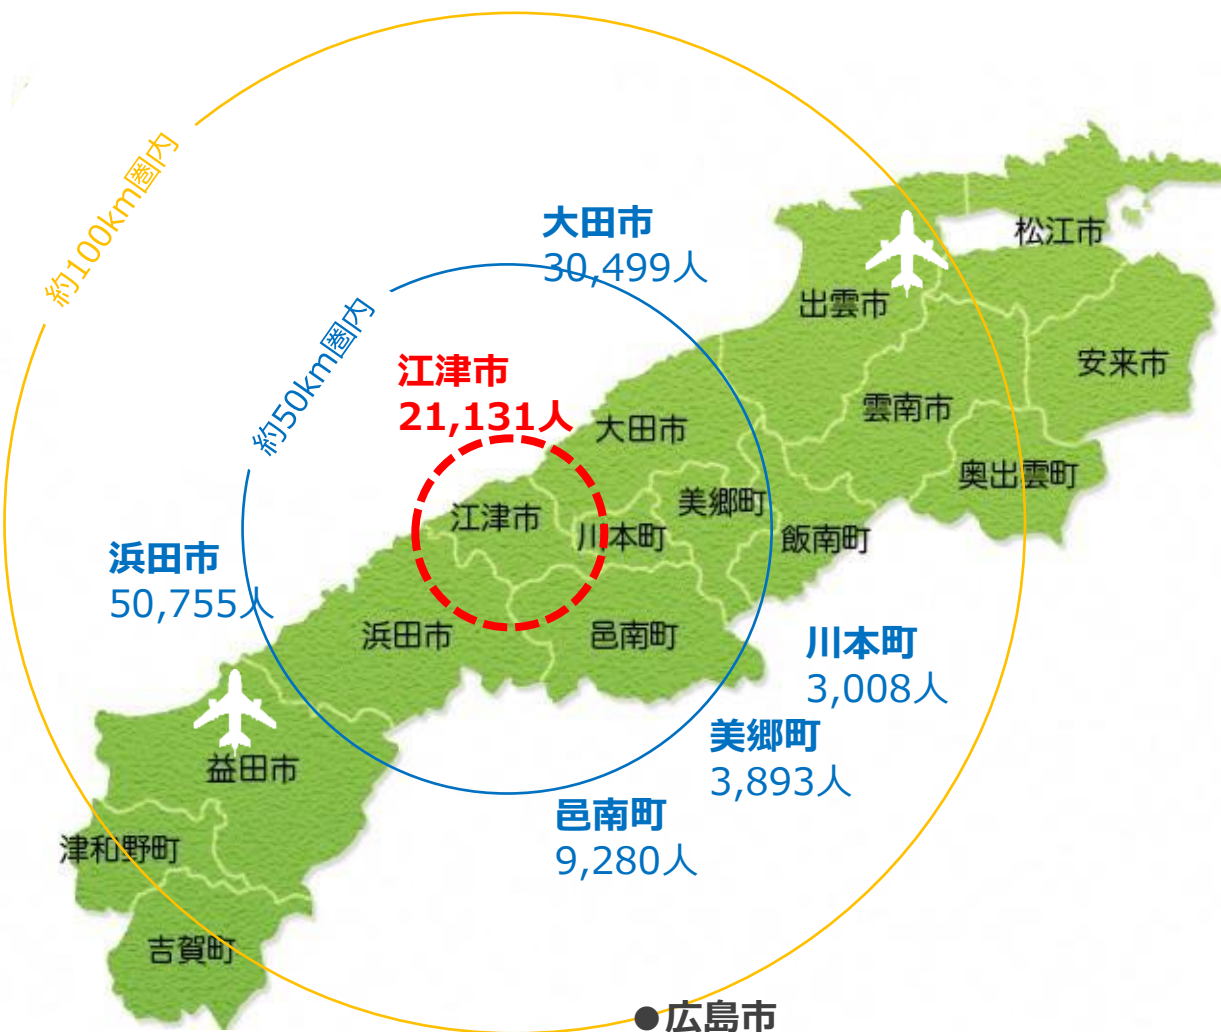 約100km圏内
大田市
30,499人
松江市
出雲市
約50km圏内
安来市
江津市
21,131人
雲南市
大田市
奥出雲町
美郷町
江津市
川本町
飯南町
浜田市
50,755人
浜田市
邑南町
川本町
3,008人
美郷町
3,893人
益田市
邑南町
9,280人
津和野町
吉賀町
広島市